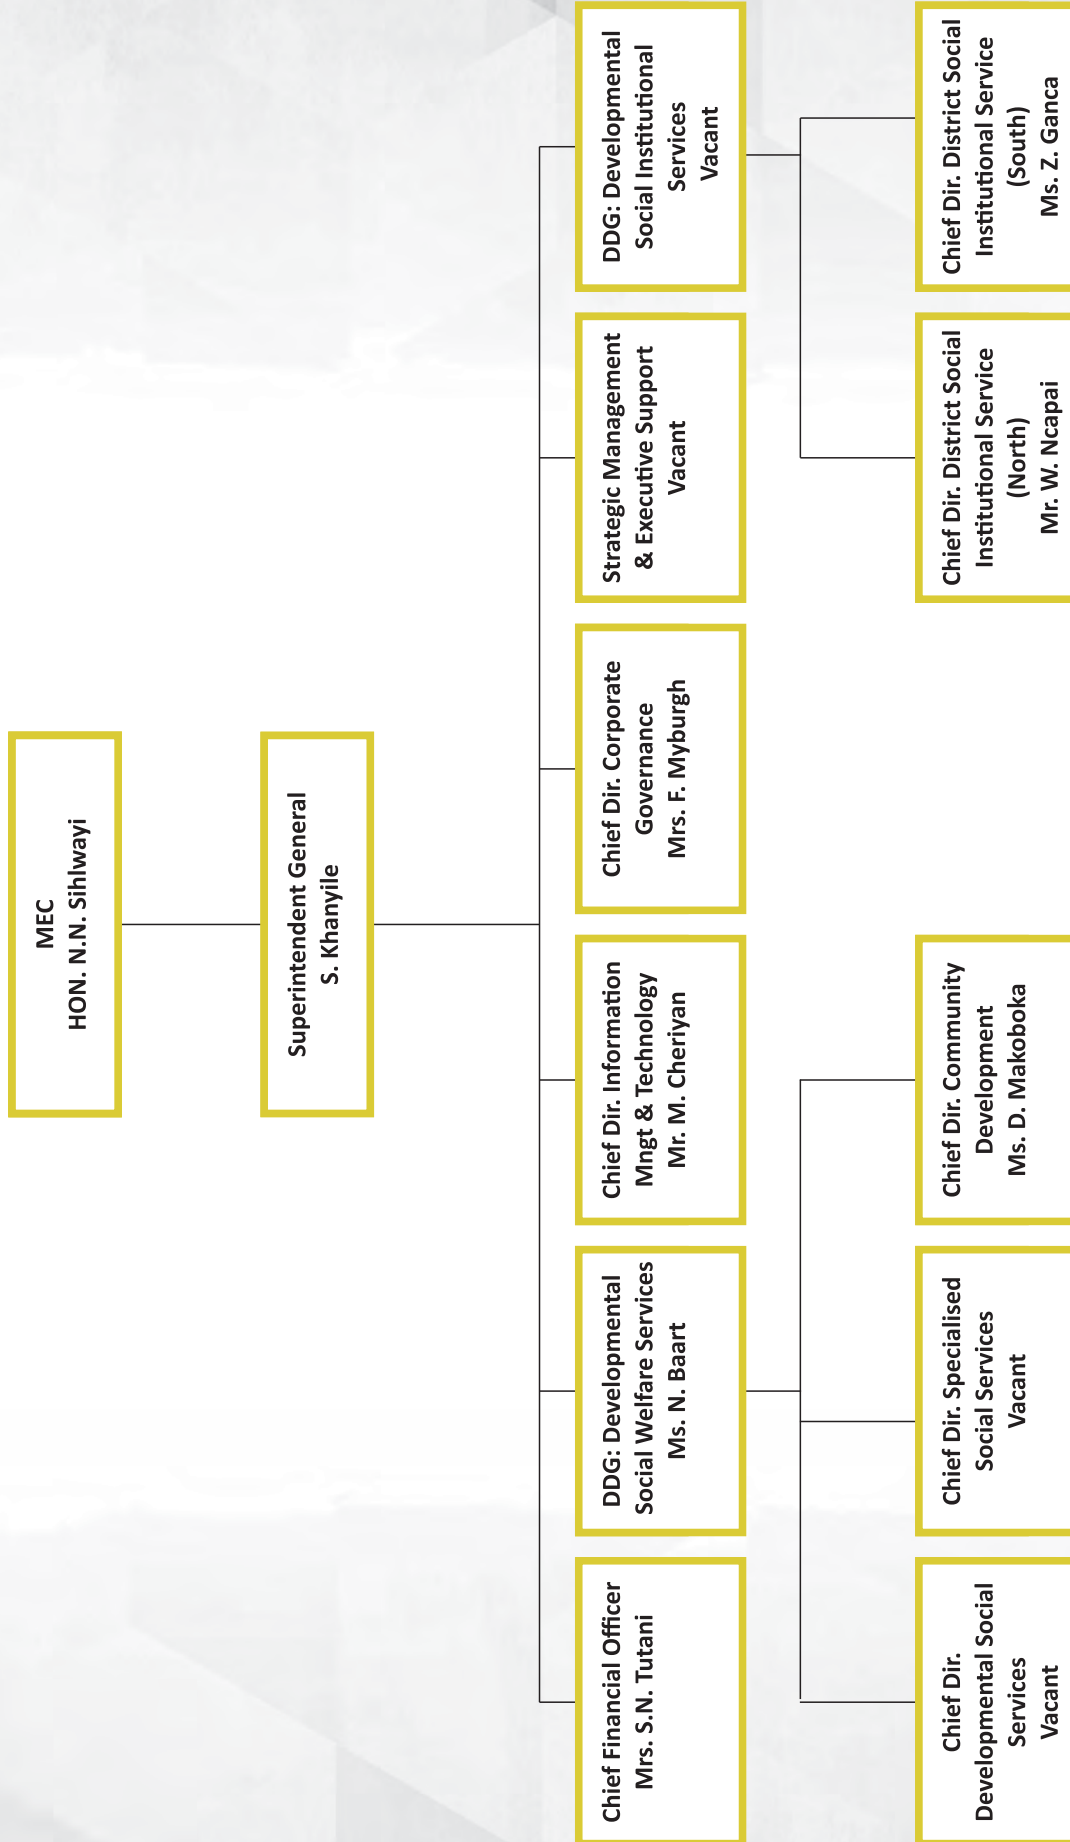 MEC
HON. N.N. Sihlwayi
Superintendent General
S. Khanyile
Chief Financial Officer
Mrs. S.N. Tutani
DDG: Developmental
Social Welfare Services
Ms. N. Baart
Chief Dir. Information
Mngt & Technology
Mr. M. Cheriyan
Chief Dir. Corporate
Governance
Mrs. F. Myburgh
Strategic Management
& Executive Support
Vacant
DDG: Developmental
Social Institutional
Services
Vacant
Chief Dir.
Developmental Social
Services
Vacant
Chief Dir. Specialised
Social Services
Vacant
Chief Dir. Community
Development
Ms. D. Makoboka
Chief Dir. District Social
Institutional Service
(North)
Mr. W. Ncapai
Chief Dir. District Social
Institutional Service
(South)
Ms. Z. Ganca